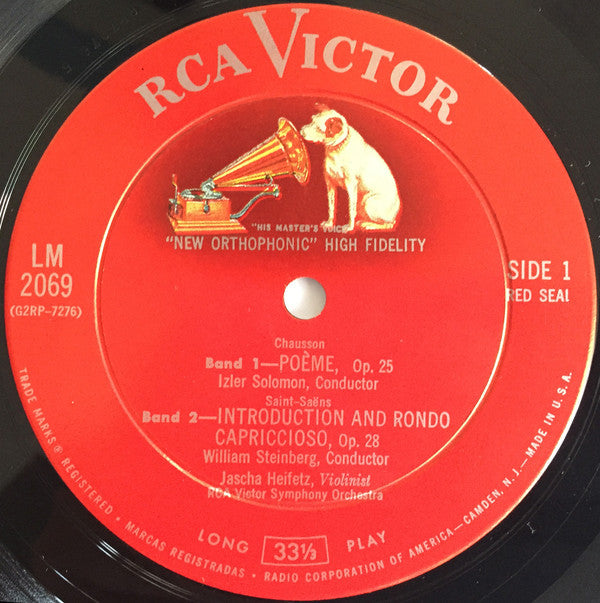 RCA VICTOR
"HIS MASTER'S VOICE"
"NEW ORTHOPHONIC" HIGH FIDELITY
LM
2069
(G2RP-7276)
SIDE 1
RED SEAL
Chausson
Band 1—POÈME, Op. 25
Izler Solomon, Conductor
Saint-Saëns
Band 2—INTRODUCTION AND RONDO
CAPRICCIOSO, Op. 28
William Steinberg, Conductor
Jascha Heifetz, Violinist
RCA Victor Symphony Orchestra
LONG 33⅓ PLAY
TRADE MARKS® REGISTERED • MARCAS REGISTRADAS • RADIO CORPORATION OF AMERICA—CAMDEN, N.J.—MADE IN U.S.A.